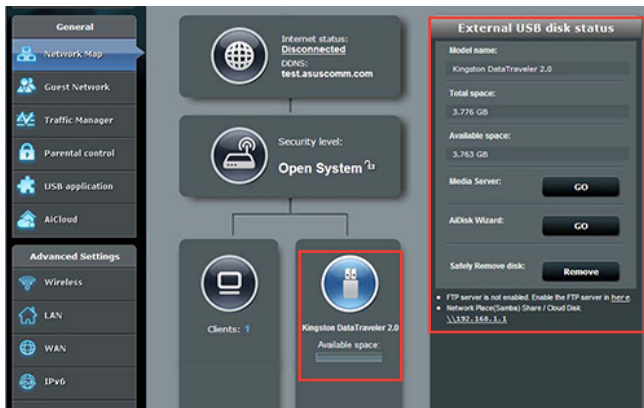 General
Network Map
Guest Network
Traffic Manager
Parental control
USB application
AiCloud
Advanced Settings
Wireless
LAN
WAN
IPv6
Internet status:
Disconnected
DDNS:
test.asuscomm.com
Security level:
Open System
Clients: 1
Kingston DataTraveler 2.0
Available space:
External USB disk status
Model name:
Kingston DataTraveler 2.0
Total space:
3.776 GB
Available space:
3.763 GB
Media Server: GO
AiDisk Wizard: GO
Safely Remove disk: Remove
• FTP server is not enabled. Enable the FTP server in here
• Network Place(Samba) Share / Cloud Disk:
\\192.168.1.1